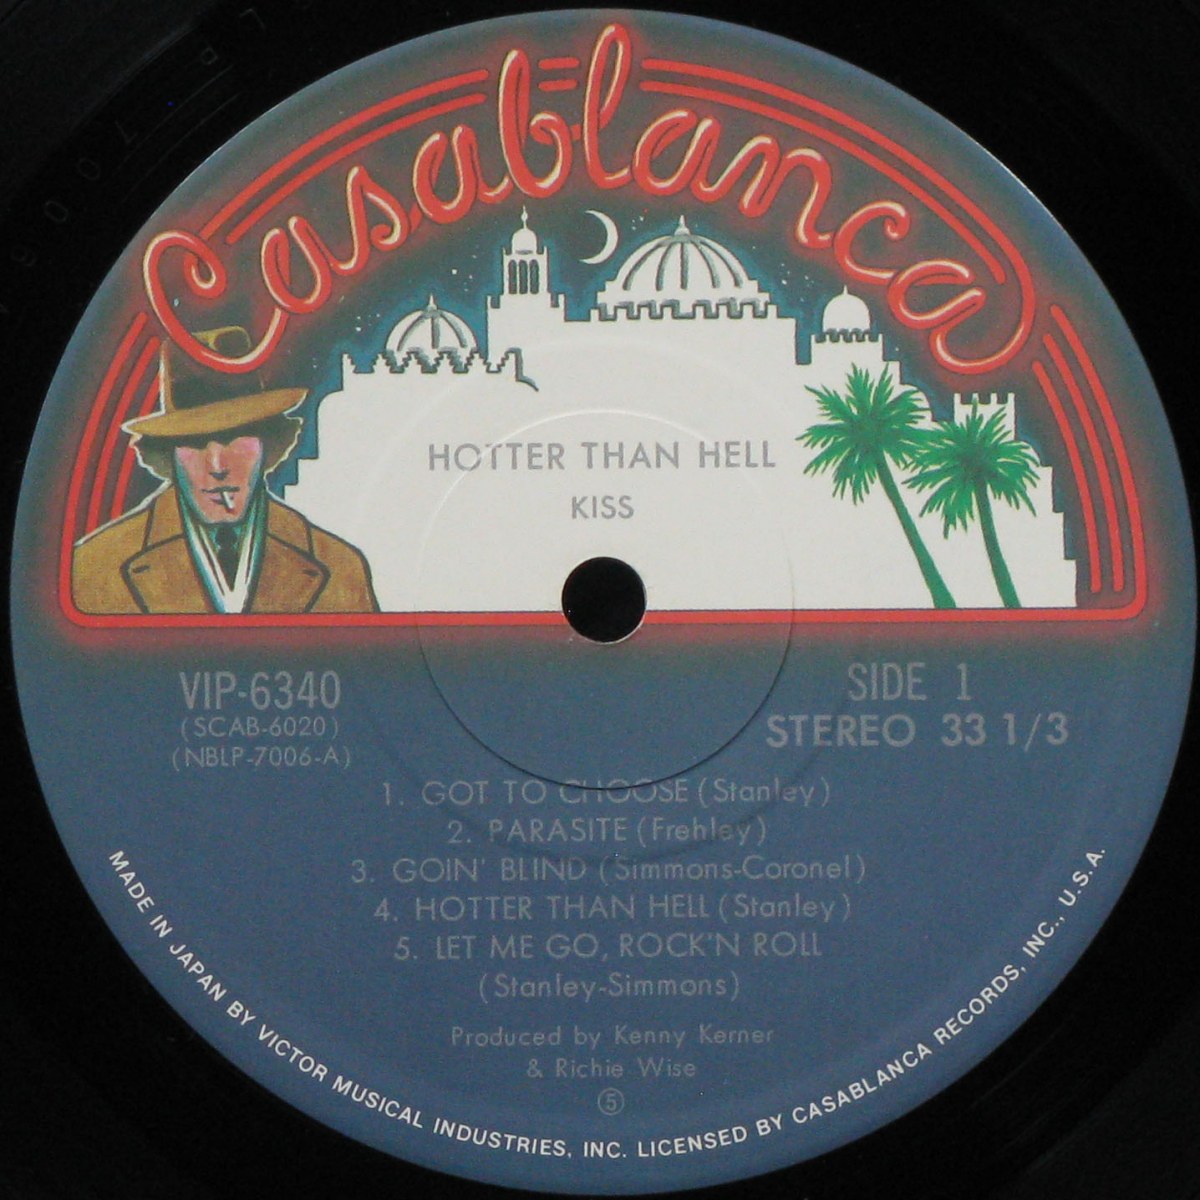 Casablanca
HOTTER THAN HELL
KISS
VIP-6340
(SCAB-6020)
(NBLP-7006-A)
SIDE 1
STEREO 33 1/3
1. GOT TO CHOOSE (Stanley)
2. PARASITE (Frehley)
3. GOIN' BLIND (Simmons-Coronel)
4. HOTTER THAN HELL (Stanley)
5. LET ME GO, ROCK'N ROLL
(Stanley-Simmons)
Produced by Kenny Kerner
& Richie Wise
⑤
MADE IN JAPAN BY VICTOR MUSICAL INDUSTRIES, INC. LICENSED BY CASABLANCA RECORDS, INC., U.S.A.